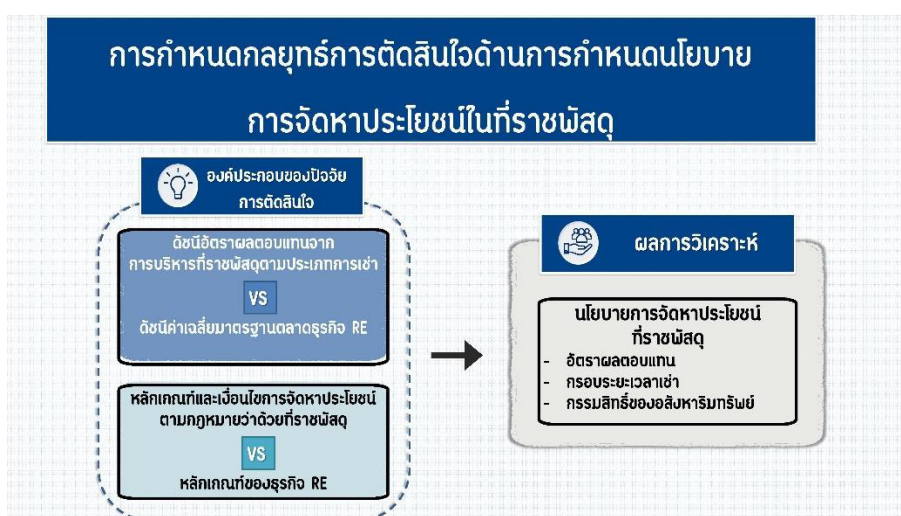 การกำหนดกลยุทธ์การตัดสินใจด้านการกำหนดนโยบาย
การจัดหาประโยชน์ในที่ราชพัสดุ
องค์ประกอบของปัจจัย
การตัดสินใจ
ดัชนีอัตราผลตอบแทนจาก
การบริหารที่ราชพัสดุตามประเภทการเช่า
VS
ดัชนีค่าเฉลี่ยมาตรฐานตลาดธุรกิจ RE
หลักเกณฑ์และเงื่อนไขการจัดหาประโยชน์
ตามกฎหมายว่าด้วยที่ราชพัสดุ
VS
หลักเกณฑ์ของธุรกิจ RE
ผลการวิเคราะห์
นโยบายการจัดหาประโยชน์
ที่ราชพัสดุ
- อัตราผลตอบแทน
- กรอบระยะเวลาเช่า
- กรรมสิทธิ์ของอสังหาริมทรัพย์